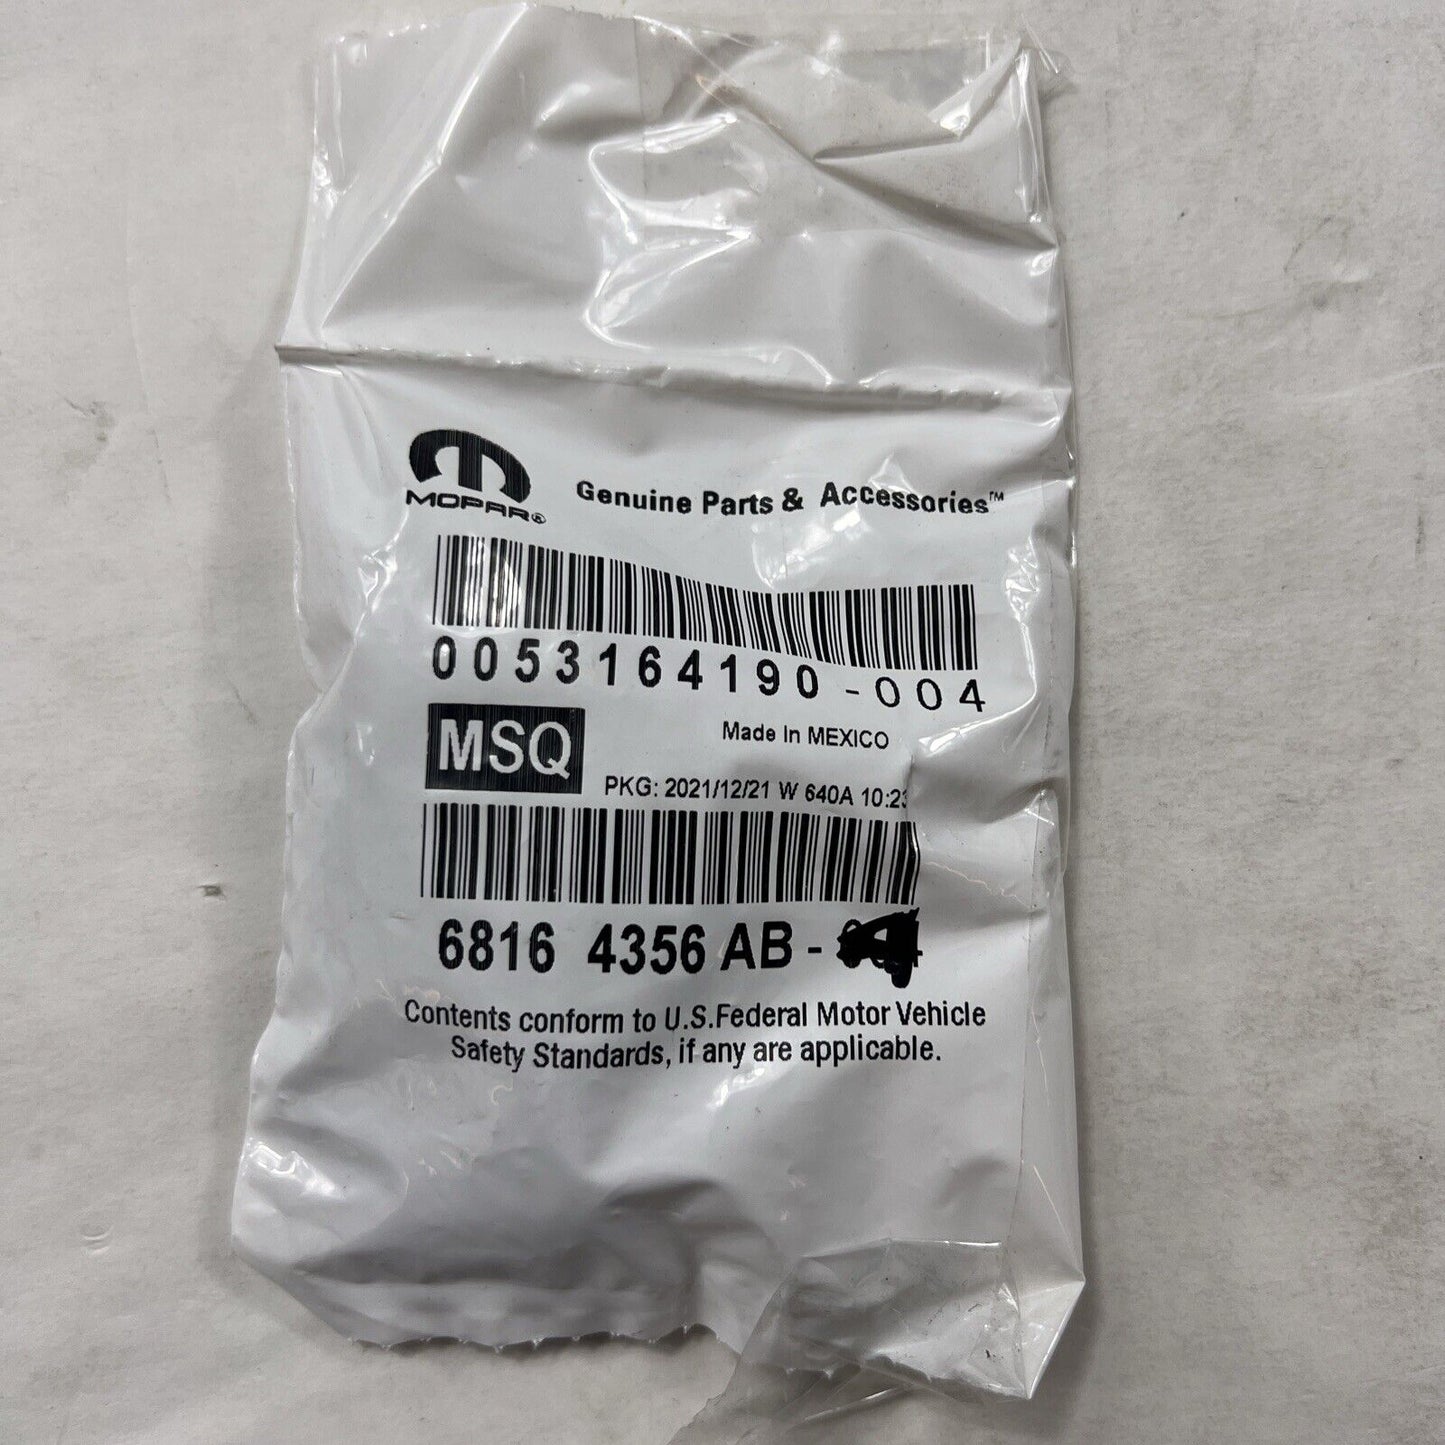 MOPAR®
Genuine Parts & Accessories™
0053164190-004
MSQ
Made In MEXICO
PKG: 2021/12/21 W 640A 10:23
6816 4356 AB -
Contents conform to U.S.Federal Motor Vehicle
Safety Standards, if any are applicable.